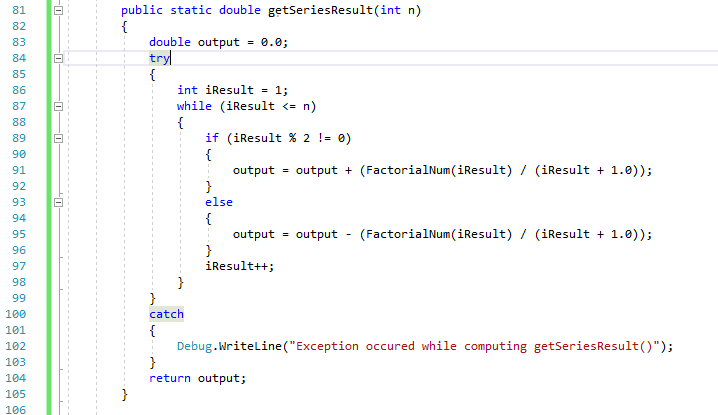 81 public static double getSeriesResult(int n)
82 {
83 double output = 0.0;
84 try
85 {
86 int iResult = 1;
87 while (iResult <= n)
88 {
89 if (iResult % 2 != 0)
90 {
91 output = output + (FactorialNum(iResult) / (iResult + 1.0));
92 }
93 else
94 {
95 output = output - (FactorialNum(iResult) / (iResult + 1.0));
96 }
97 iResult++;
98 }
99 }
100 catch
101 {
102 Debug.WriteLine("Exception occured while computing getSeriesResult()");
103 }
104 return output;
105 }
106